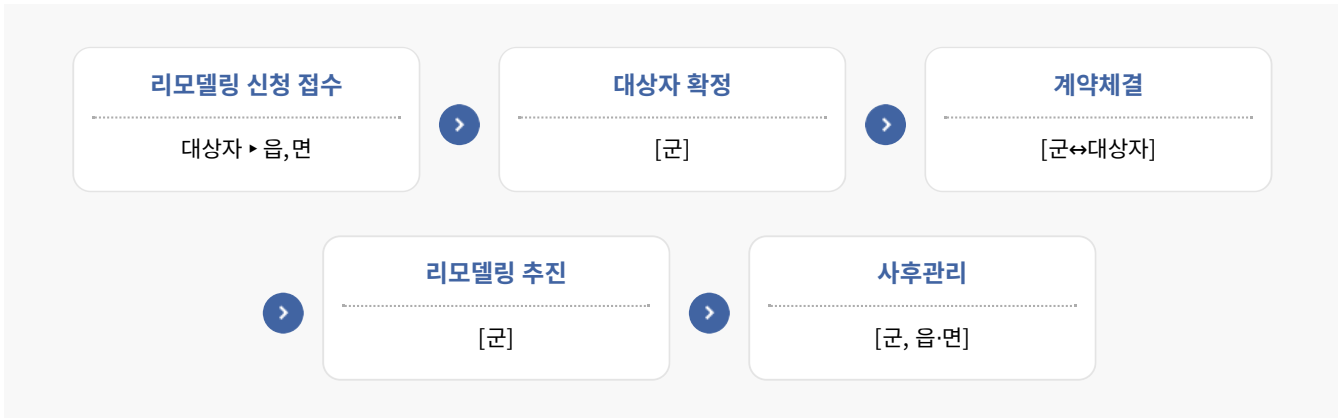 리모델링 신청 접수
대상자 ▸ 읍,면
대상자 확정
[군]
계약체결
[군↔대상자]
리모델링 추진
[군]
사후관리
[군, 읍·면]